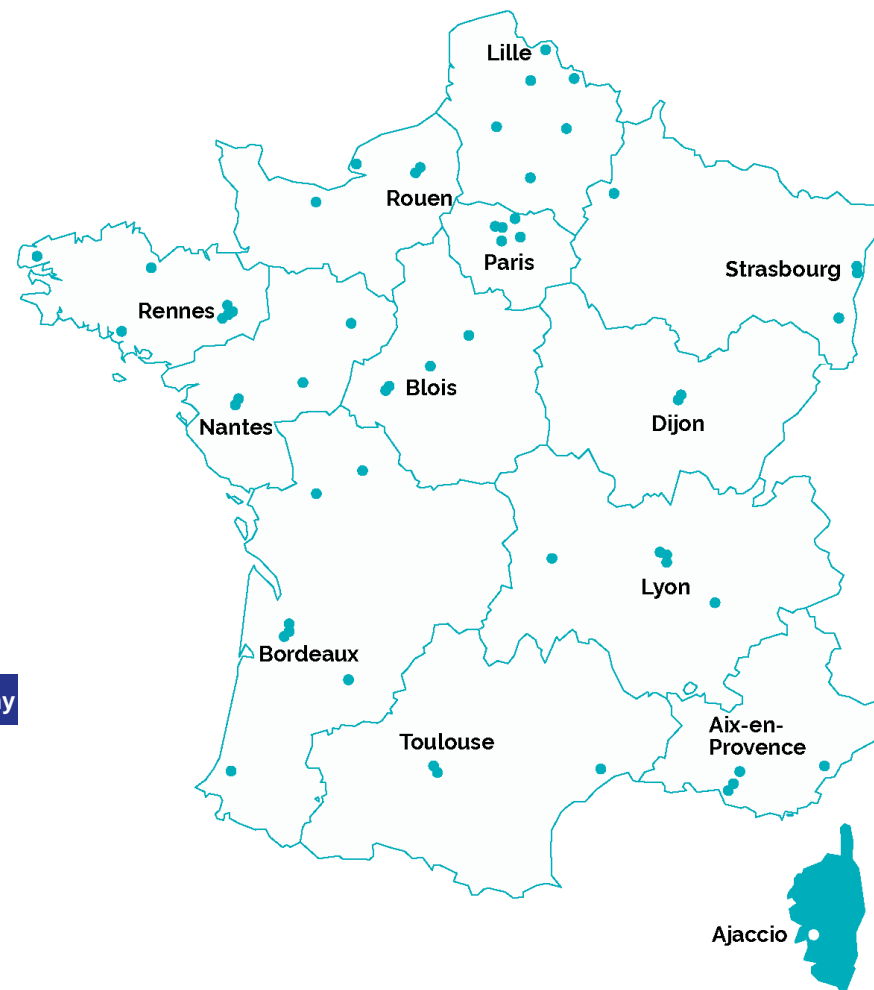 Lille
Rouen
Paris
Strasbourg
Rennes
Blois
Nantes
Dijon
Lyon
Bordeaux
Aix-en-
Provence
Toulouse
Ajaccio